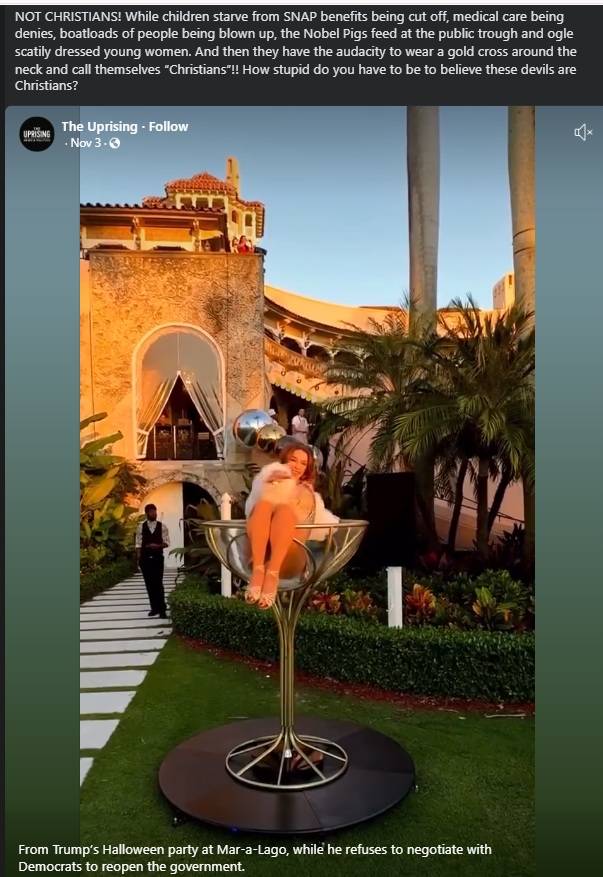 NOT CHRISTIANS! While children starve from SNAP benefits being cut off, medical care being
denies, boatloads of people being blown up, the Nobel Pigs feed at the public trough and ogle
scatily dressed young women. And then they have the audacity to wear a gold cross around the
neck and call themselves “Christians”!! How stupid do you have to be to believe these devils are
Christians?
THE
UPRISING
The Uprising · Follow
· Nov 3 ·
From Trump's Halloween party at Mar-a-Lago, while he refuses to negotiate with
Democrats to reopen the government.